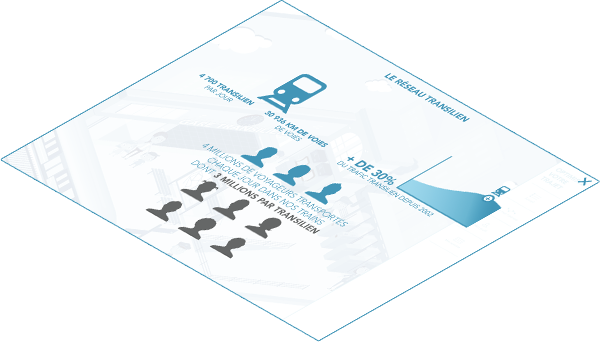 LE RÉSEAU TRANSILIEN
4 700 TRANSILIEN
PAR JOUR
30 936 KM DE VOIES
DE VOIES
+ DE 30%
DU TRAFIC TRANSILIEN DEPUIS 2002
4 MILLIONS DE VOYAGEURS TRANSPORTÉS
CHAQUE JOUR DANS NOS TRAINS
DONT 3 MILLIONS PAR TRANSILIEN